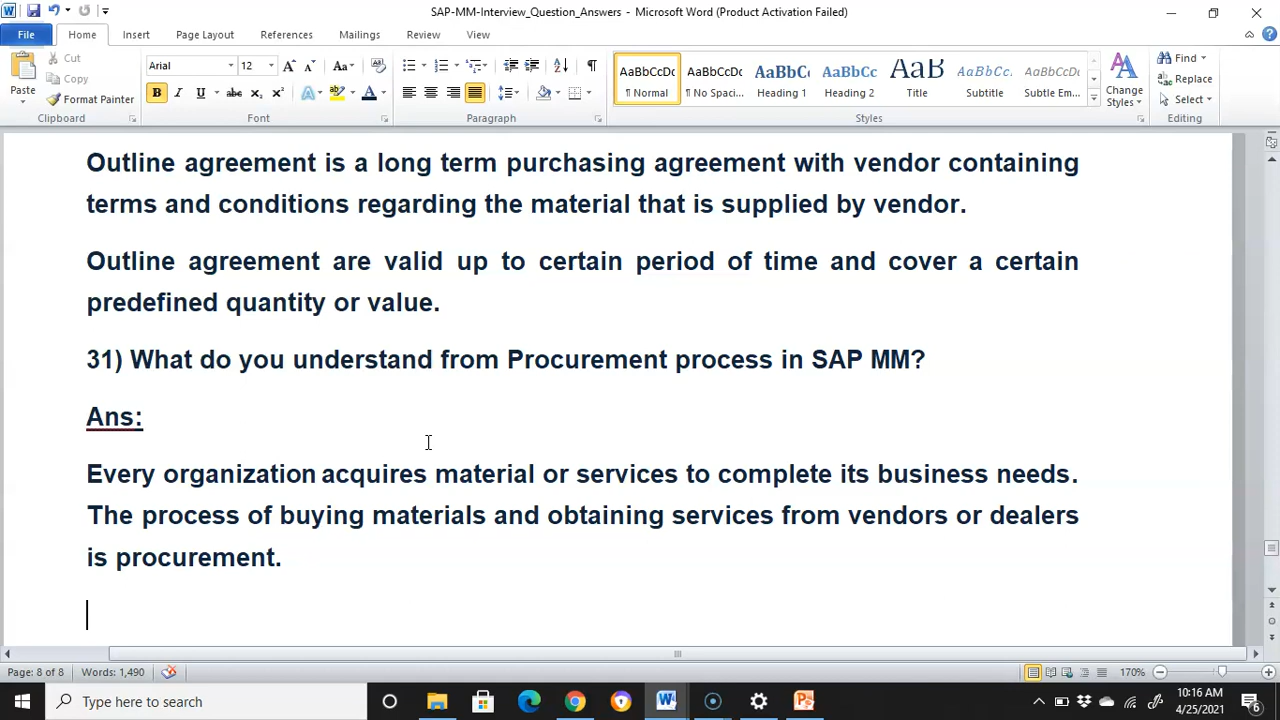 SAP-MM-Interview_Question_Answers - Microsoft Word (Product Activation Failed)
File Home Insert Page Layout References Mailings Review View
Paste Cut Copy Format Painter
Arial 12
AaBbCcDc AaBbCcDc AaBbCc AaBbCc AaB AaBbCc. AaBbCcDc
¶ Normal ¶ No Spaci... Heading 1 Heading 2 Title Subtitle Subtle Em...
Change Styles
Find Replace Select
Clipboard Font Paragraph Styles Editing
Outline agreement is a long term purchasing agreement with vendor containing
terms and conditions regarding the material that is supplied by vendor.
Outline agreement are valid up to certain period of time and cover a certain
predefined quantity or value.
31) What do you understand from Procurement process in SAP MM?
Ans:
Every organization acquires material or services to complete its business needs.
The process of buying materials and obtaining services from vendors or dealers
is procurement.
Page: 8 of 8 Words: 1,490 170%
Type here to search
10:16 AM
4/25/2021
6